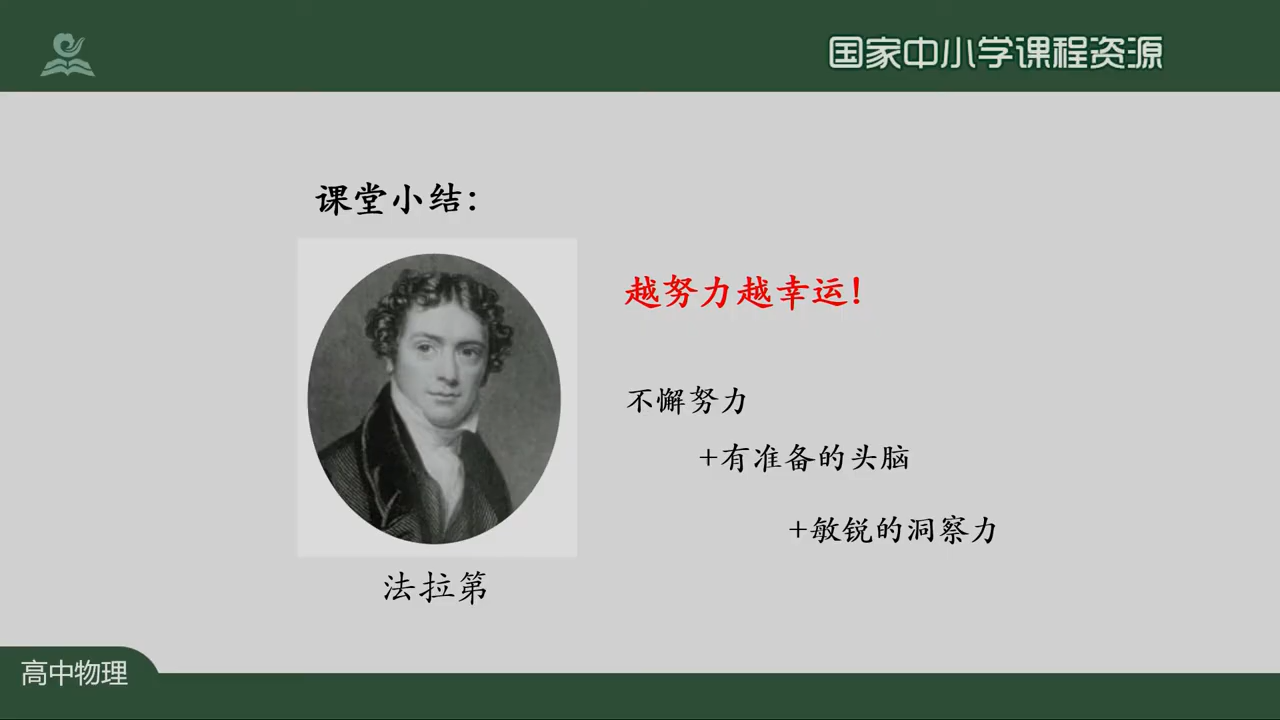 国家中小学课程资源
课堂小结：
越努力越幸运！
不懈努力
+有准备的头脑
+敏锐的洞察力
法拉第
高中物理